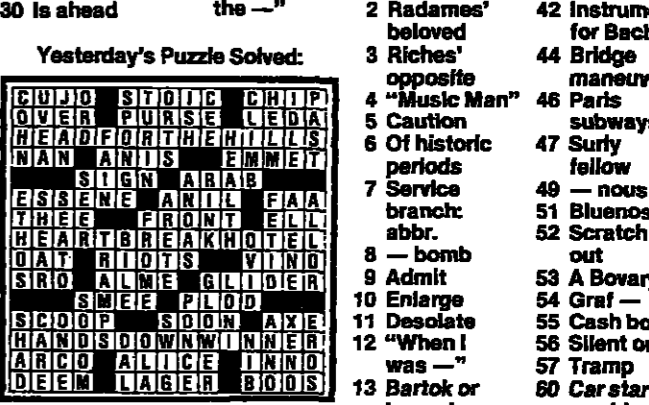 30 Is ahead
the —"
Yesterday's Puzzle Solved:
CUJO STOIC CHIP
OVER PURSE LEDA
HEADFORTHEHILLS
NAN ANIS EMMET
SIGN ARAB
ESSENE ANIL FAA
THEE FRONT ELL
HEARTBREAKHOTEL
OAT RIOTS VINO
SRO ALME GLIDER
SMEE PLOD
SCOOP SOON AXE
HANDSDOWNWINNER
ARCO ALICE INNO
DEEM LAGER BOOS
2 Radames'
beloved
3 Riches'
opposite
4 "Music Man"
5 Caution
6 Of historic
periods
7 Service
branch:
abbr.
8 — bomb
9 Admit
10 Enlarge
11 Desolate
12 "When I
was —"
13 Bartok or
42 Instrum
for Bac
44 Bridge
maneuv
46 Paris
subway
47 Surly
fellow
49 — nous
51 Bluenos
52 Scratch
out
53 A Bovary
54 Graf —
55 Cash bo
56 Silent o
57 Tramp
60 Car star